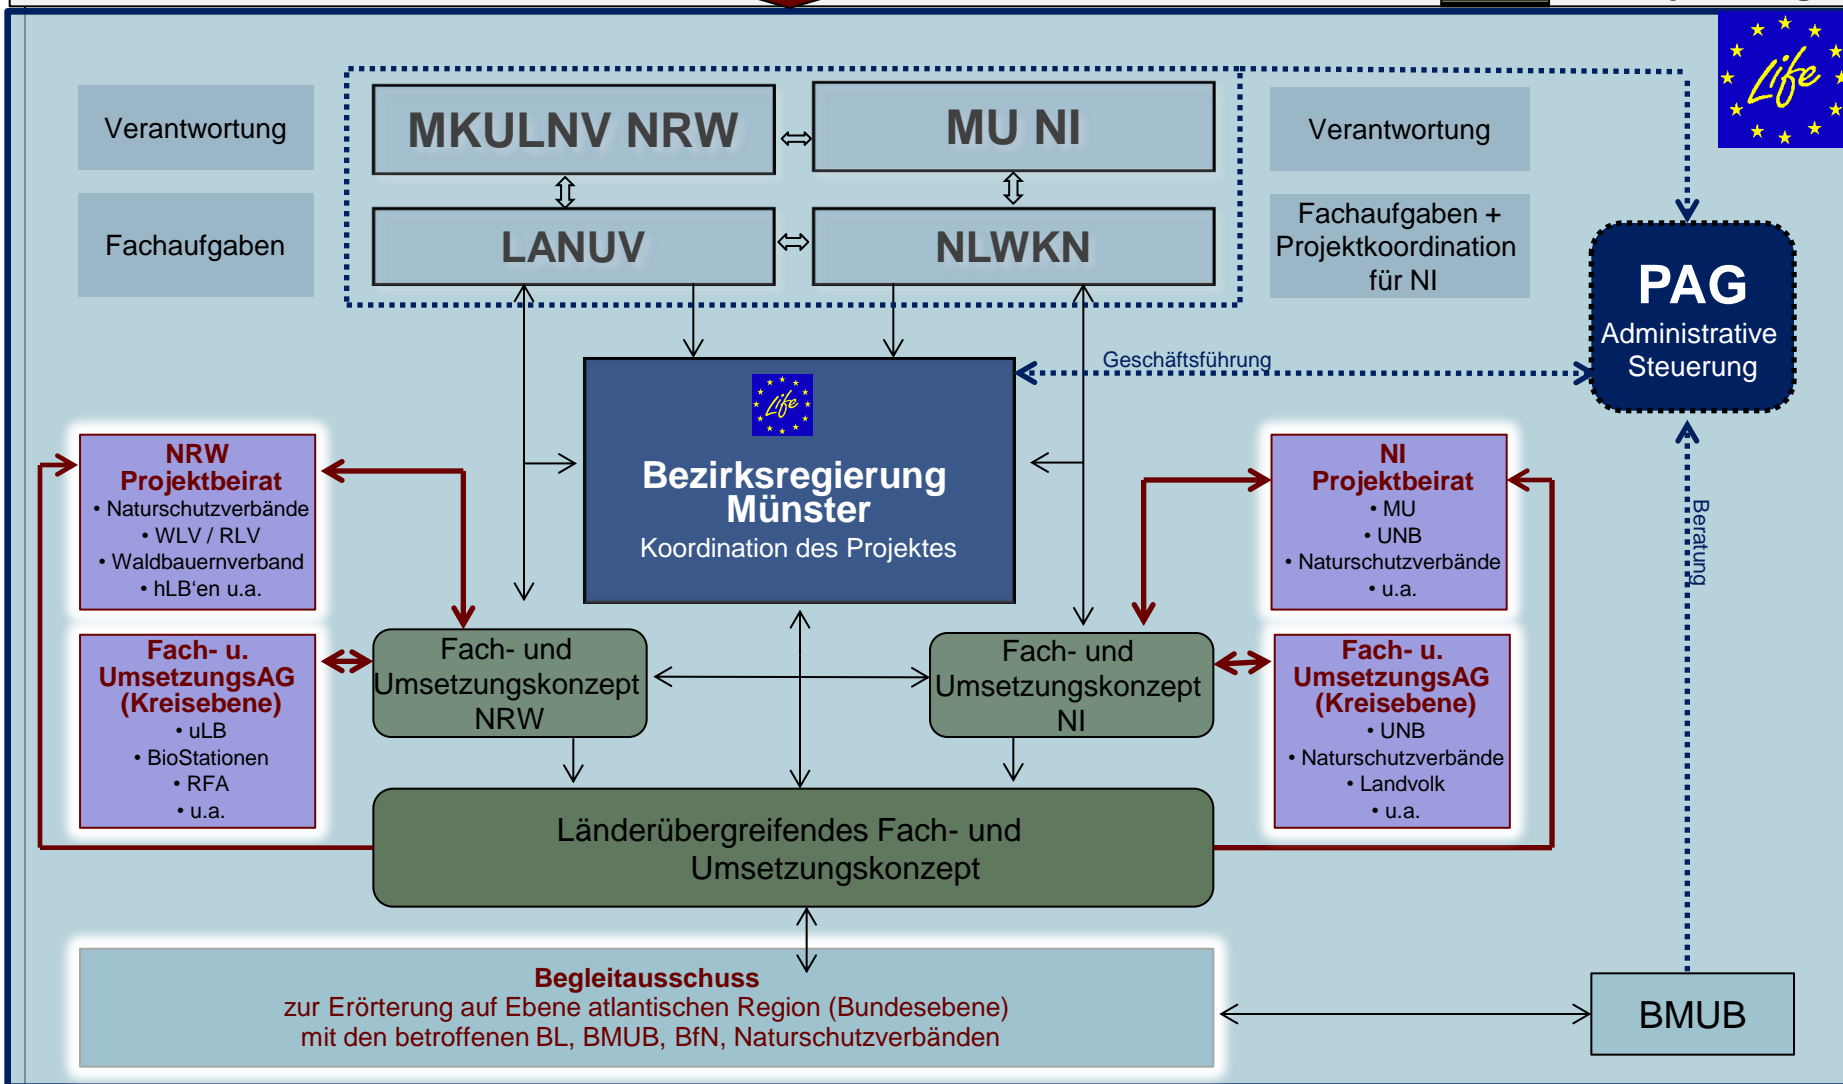 Life
Verantwortung
MKULNV NRW
MU NI
Verantwortung
Fachaufgaben
LANUV
NLWKN
Fachaufgaben +
Projektkoordination
für NI
PAG
Administrative
Steuerung
Geschäftsführung
Life
Bezirksregierung
Münster
Koordination des Projektes
NRW
Projektbeirat
• Naturschutzverbände
• WLV / RLV
• Waldbauernverband
• hLB‘en u.a.
NI
Projektbeirat
• MU
• UNB
• Naturschutzverbände
• u.a.
Beratung
Fach- u.
UmsetzungsAG
(Kreisebene)
• uLB
• BioStationen
• RFA
• u.a.
Fach- und
Umsetzungskonzept
NRW
Fach- und
Umsetzungskonzept
NI
Fach- u.
UmsetzungsAG
(Kreisebene)
• UNB
• Naturschutzverbände
• Landvolk
• u.a.
Länderübergreifendes Fach- und
Umsetzungskonzept
Begleitausschuss
zur Erörterung auf Ebene atlantischen Region (Bundesebene)
mit den betroffenen BL, BMUB, BfN, Naturschutzverbänden
BMUB